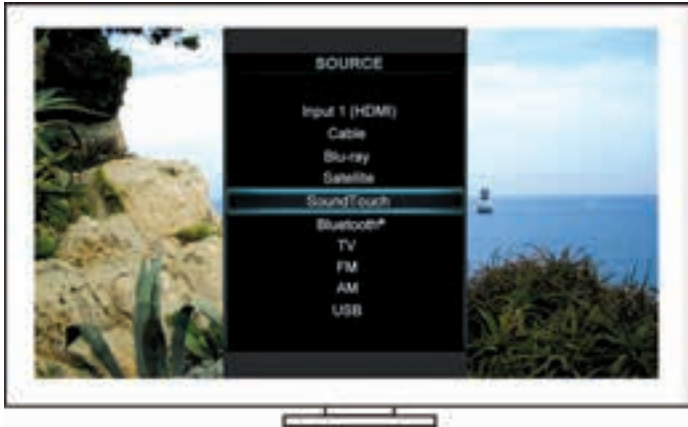 SOURCE
Input 1 (HDMI)
Cable
Blu-ray
Satellite
SoundTouch
Bluetooth®
TV
FM
AM
USB